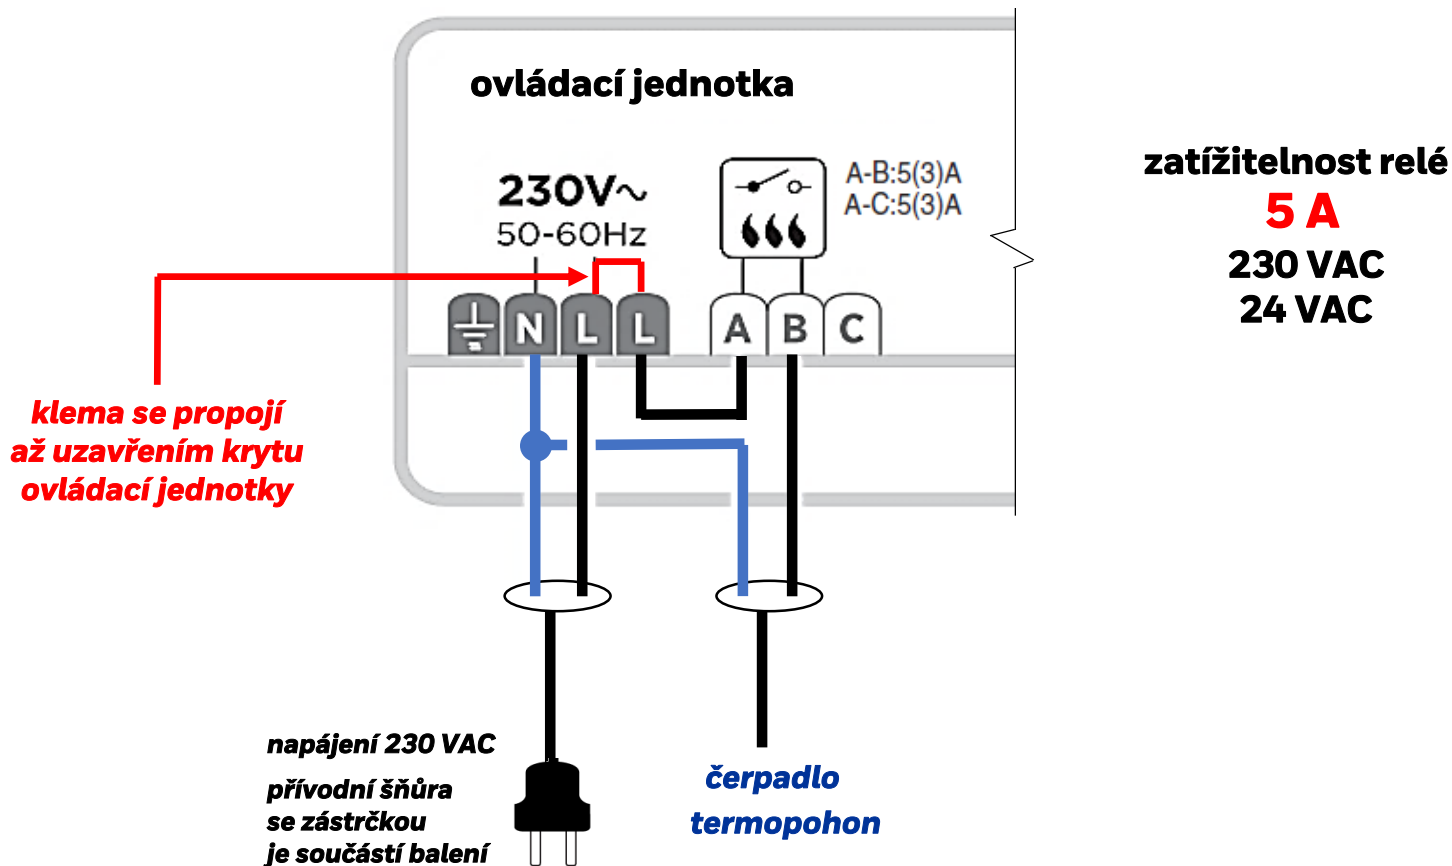 ovládací jednotka
230V~
50-60Hz
A-B:5(3)A
A-C:5(3)A
zatížitelnost relé
5 A
230 VAC
24 VAC
N L L A B C
klema se propojí
až uzavřením krytu
ovládací jednotky
napájení 230 VAC
přívodní šňůra
se zástrčkou
je součástí balení
čerpadlo
termopohon